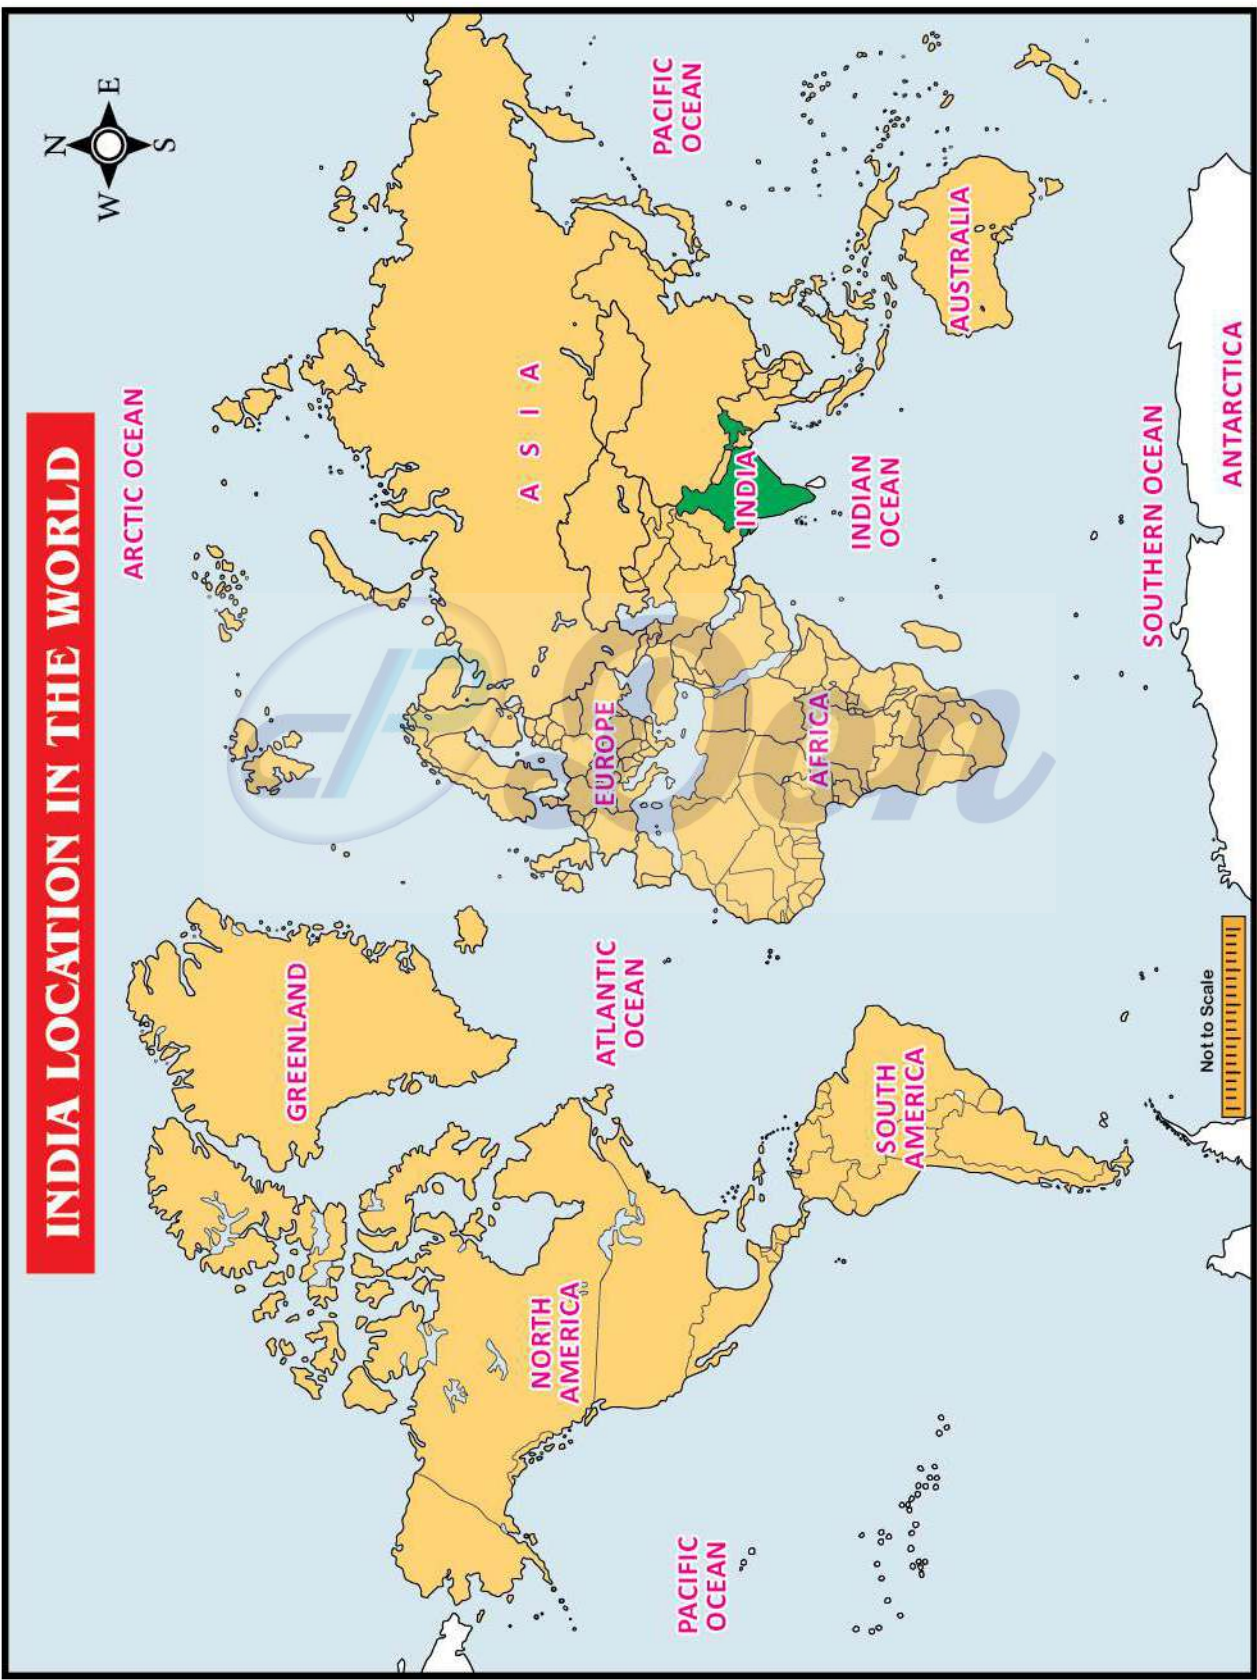 INDIA LOCATION IN THE WORLD
N
W
E
S
ARCTIC OCEAN
GREENLAND
ASIA
EUROPE
NORTH
AMERICA
ATLANTIC
OCEAN
PACIFIC
OCEAN
PACIFIC
OCEAN
INDIA
AFRICA
INDIAN
OCEAN
SOUTH
AMERICA
AUSTRALIA
SOUTHERN OCEAN
ANTARCTICA
Not to Scale